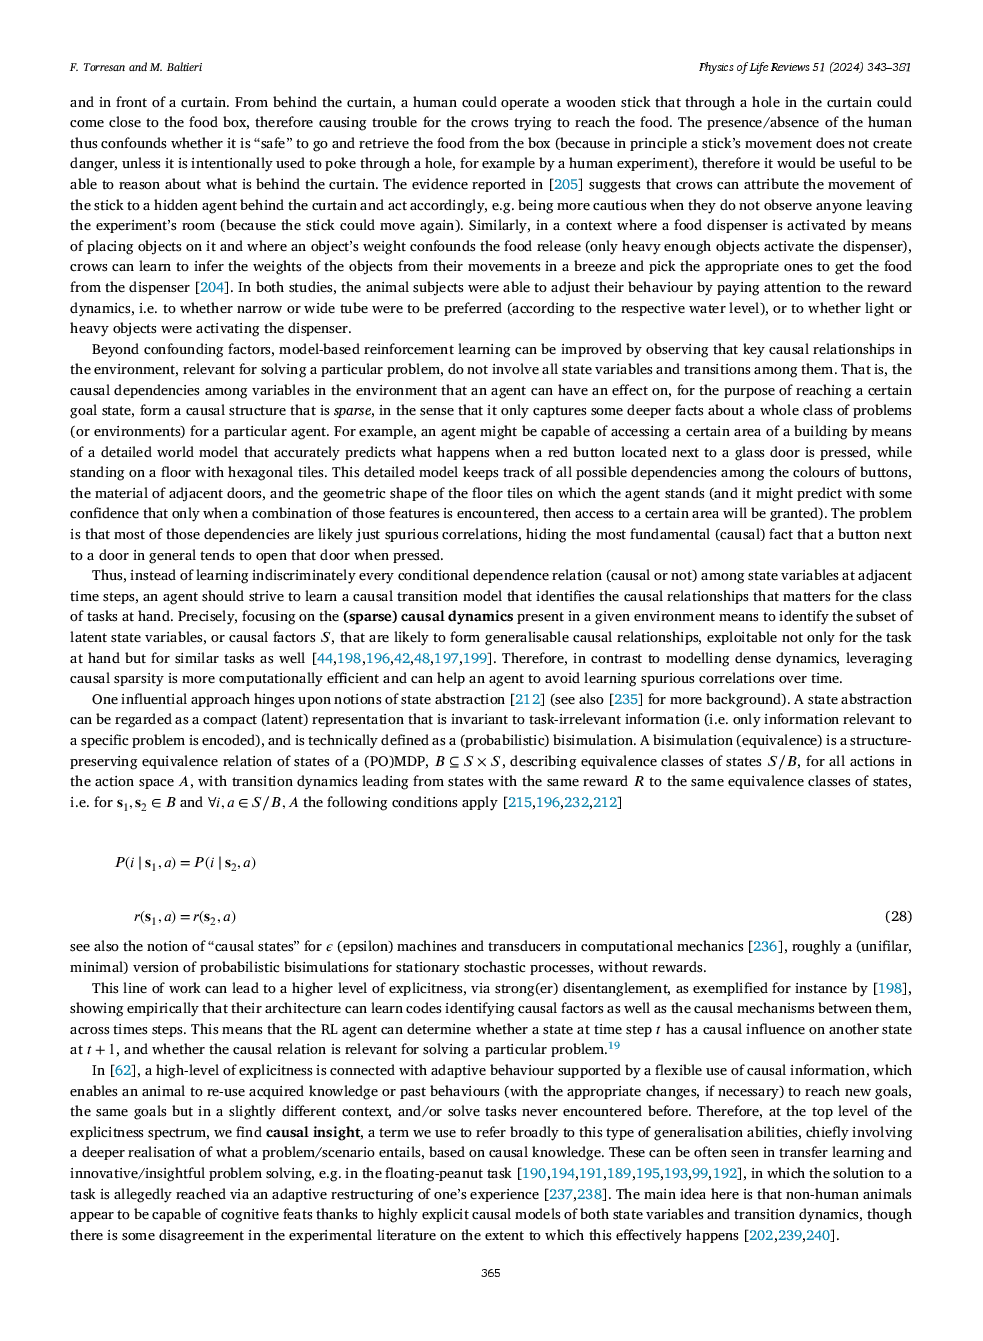 F. Torresan and M. Baltieri
Physics of Life Reviews 51 (2024) 343–381
and in front of a curtain. From behind the curtain, a human could operate a wooden stick that through a hole in the curtain could
come close to the food box, therefore causing trouble for the crows trying to reach the food. The presence/absence of the human
thus confounds whether it is “safe” to go and retrieve the food from the box (because in principle a stick’s movement does not create
danger, unless it is intentionally used to poke through a hole, for example by a human experiment), therefore it would be useful to be
able to reason about what is behind the curtain. The evidence reported in [205] suggests that crows can attribute the movement of
the stick to a hidden agent behind the curtain and act accordingly, e.g. being more cautious when they do not observe anyone leaving
the experiment’s room (because the stick could move again). Similarly, in a context where a food dispenser is activated by means
of placing objects on it and where an object’s weight confounds the food release (only heavy enough objects activate the dispenser),
crows can learn to infer the weights of the objects from their movements in a breeze and pick the appropriate ones to get the food
from the dispenser [204]. In both studies, the animal subjects were able to adjust their behaviour by paying attention to the reward
dynamics, i.e. to whether narrow or wide tube were to be preferred (according to the respective water level), or to whether light or
heavy objects were activating the dispenser.
Beyond confounding factors, model-based reinforcement learning can be improved by observing that key causal relationships in
the environment, relevant for solving a particular problem, do not involve all state variables and transitions among them. That is, the
causal dependencies among variables in the environment that an agent can have an effect on, for the purpose of reaching a certain
goal state, form a causal structure that is sparse, in the sense that it only captures some deeper facts about a whole class of problems
(or environments) for a particular agent. For example, an agent might be capable of accessing a certain area of a building by means
of a detailed world model that accurately predicts what happens when a red button located next to a glass door is pressed, while
standing on a floor with hexagonal tiles. This detailed model keeps track of all possible dependencies among the colours of buttons,
the material of adjacent doors, and the geometric shape of the floor tiles on which the agent stands (and it might predict with some
confidence that only when a combination of those features is encountered, then access to a certain area will be granted). The problem
is that most of those dependencies are likely just spurious correlations, hiding the most fundamental (causal) fact that a button next
to a door in general tends to open that door when pressed.
Thus, instead of learning indiscriminately every conditional dependence relation (causal or not) among state variables at adjacent
time steps, an agent should strive to learn a causal transition model that identifies the causal relationships that matters for the class
of tasks at hand. Precisely, focusing on the (sparse) causal dynamics present in a given environment means to identify the subset of
latent state variables, or causal factors S, that are likely to form generalisable causal relationships, exploitable not only for the task
at hand but for similar tasks as well [44,198,196,42,48,197,199]. Therefore, in contrast to modelling dense dynamics, leveraging
causal sparsity is more computationally efficient and can help an agent to avoid learning spurious correlations over time.
One influential approach hinges upon notions of state abstraction [212] (see also [235] for more background). A state abstraction
can be regarded as a compact (latent) representation that is invariant to task-irrelevant information (i.e. only information relevant to
a specific problem is encoded), and is technically defined as a (probabilistic) bisimulation. A bisimulation (equivalence) is a structure-
preserving equivalence relation of states of a (PO)MDP, B ⊆ S × S, describing equivalence classes of states S/B, for all actions in
the action space A, with transition dynamics leading from states with the same reward R to the same equivalence classes of states,
i.e. for s₁, s₂ ∈ B and ∀i, a ∈ S/B, A the following conditions apply [215,196,232,212]
P(i | s₁, a) = P(i | s₂, a)
r(s₁, a) = r(s₂, a) (28)
see also the notion of “causal states” for ϵ (epsilon) machines and transducers in computational mechanics [236], roughly a (unifilar,
minimal) version of probabilistic bisimulations for stationary stochastic processes, without rewards.
This line of work can lead to a higher level of explicitness, via strong(er) disentanglement, as exemplified for instance by [198],
showing empirically that their architecture can learn codes identifying causal factors as well as the causal mechanisms between them,
across times steps. This means that the RL agent can determine whether a state at time step t has a causal influence on another state
at t + 1, and whether the causal relation is relevant for solving a particular problem.¹⁹
In [62], a high-level of explicitness is connected with adaptive behaviour supported by a flexible use of causal information, which
enables an animal to re-use acquired knowledge or past behaviours (with the appropriate changes, if necessary) to reach new goals,
the same goals but in a slightly different context, and/or solve tasks never encountered before. Therefore, at the top level of the
explicitness spectrum, we find causal insight, a term we use to refer broadly to this type of generalisation abilities, chiefly involving
a deeper realisation of what a problem/scenario entails, based on causal knowledge. These can be often seen in transfer learning and
innovative/insightful problem solving, e.g. in the floating-peanut task [190,194,191,189,195,193,99,192], in which the solution to a
task is allegedly reached via an adaptive restructuring of one’s experience [237,238]. The main idea here is that non-human animals
appear to be capable of cognitive feats thanks to highly explicit causal models of both state variables and transition dynamics, though
there is some disagreement in the experimental literature on the extent to which this effectively happens [202,239,240].
365